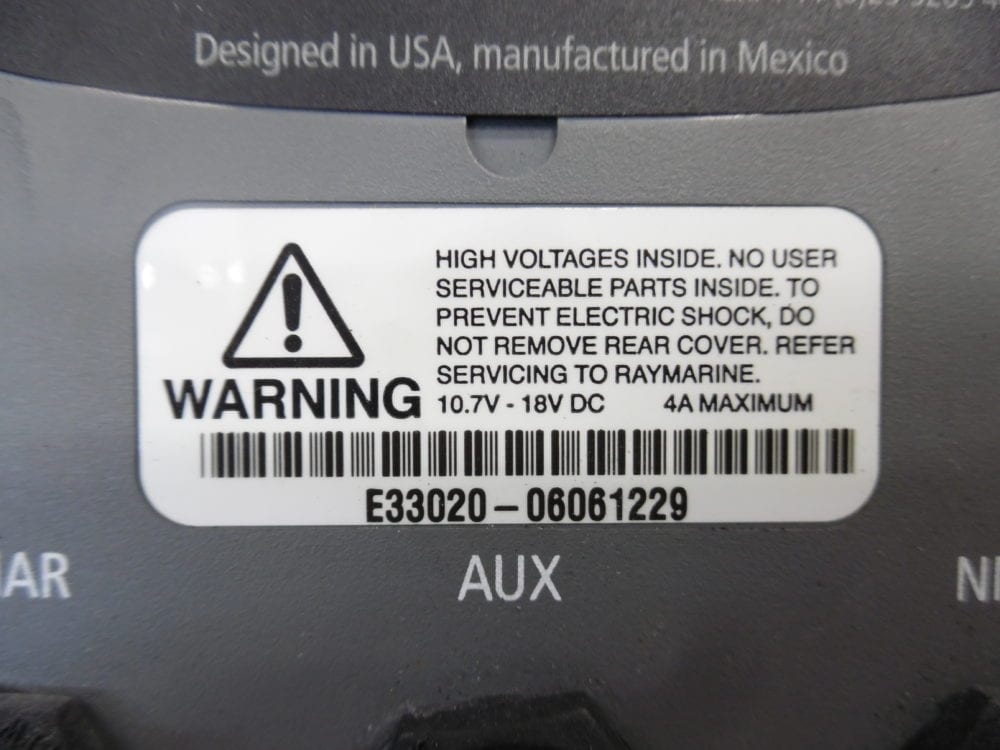 Designed in USA, manufactured in Mexico
HIGH VOLTAGES INSIDE. NO USER
SERVICEABLE PARTS INSIDE. TO
PREVENT ELECTRIC SHOCK, DO
NOT REMOVE REAR COVER. REFER
SERVICING TO RAYMARINE.
WARNING
10.7V - 18V DC 4A MAXIMUM
E33020 – 06061229
AUX